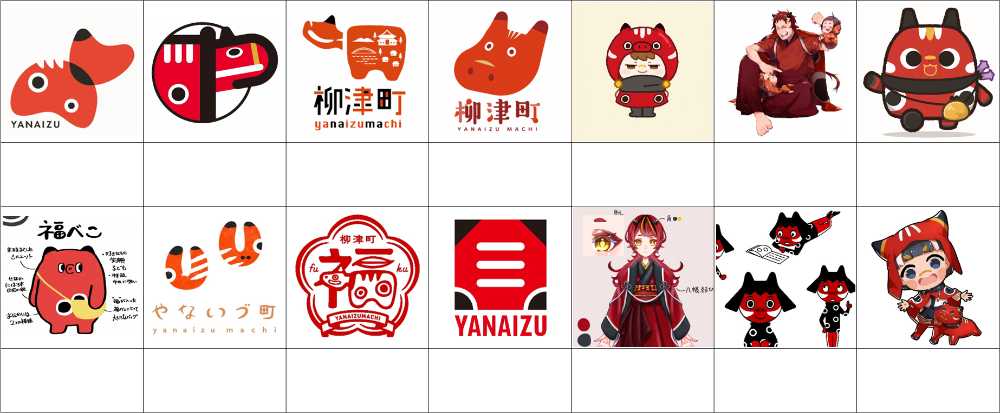 YANAIZU
柳津町
yanaizumachi
柳津町
YANAIZU MACHI
福べこ
まるまるとした
シルエット
せなか
には3本
の白い線
おなかには
2つの模様
・好きなもの
笑顔
子ども
・特技
"福"が入った
福べこにとって
大切なバッグ
やないづ町
yanaizu machi
柳津町
fu
福
ku
YANAIZUMACHI
YANAIZU
目元
角
几帳結び